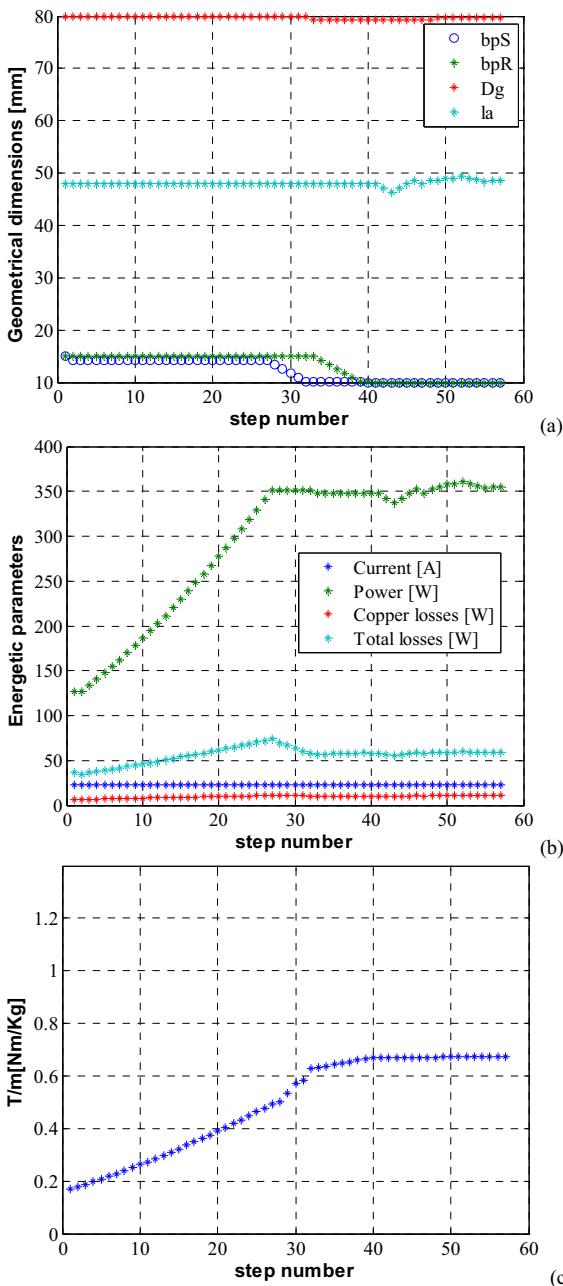 80
70
60
50
40
30
20
10
Geometrical dimensions [mm]
bpS
bpR
Dg
la
0 10 20 30 40 50 60
step number
(a)
400
350
300
250
200
150
100
50
0
Energetic parameters
Current [A]
Power [W]
Copper losses [W]
Total losses [W]
0 10 20 30 40 50 60
step number
(b)
1.2
1
0.8
0.6
0.4
0.2
0
T/m[Nm/Kg]
0 10 20 30 40 50 60
step number
(c